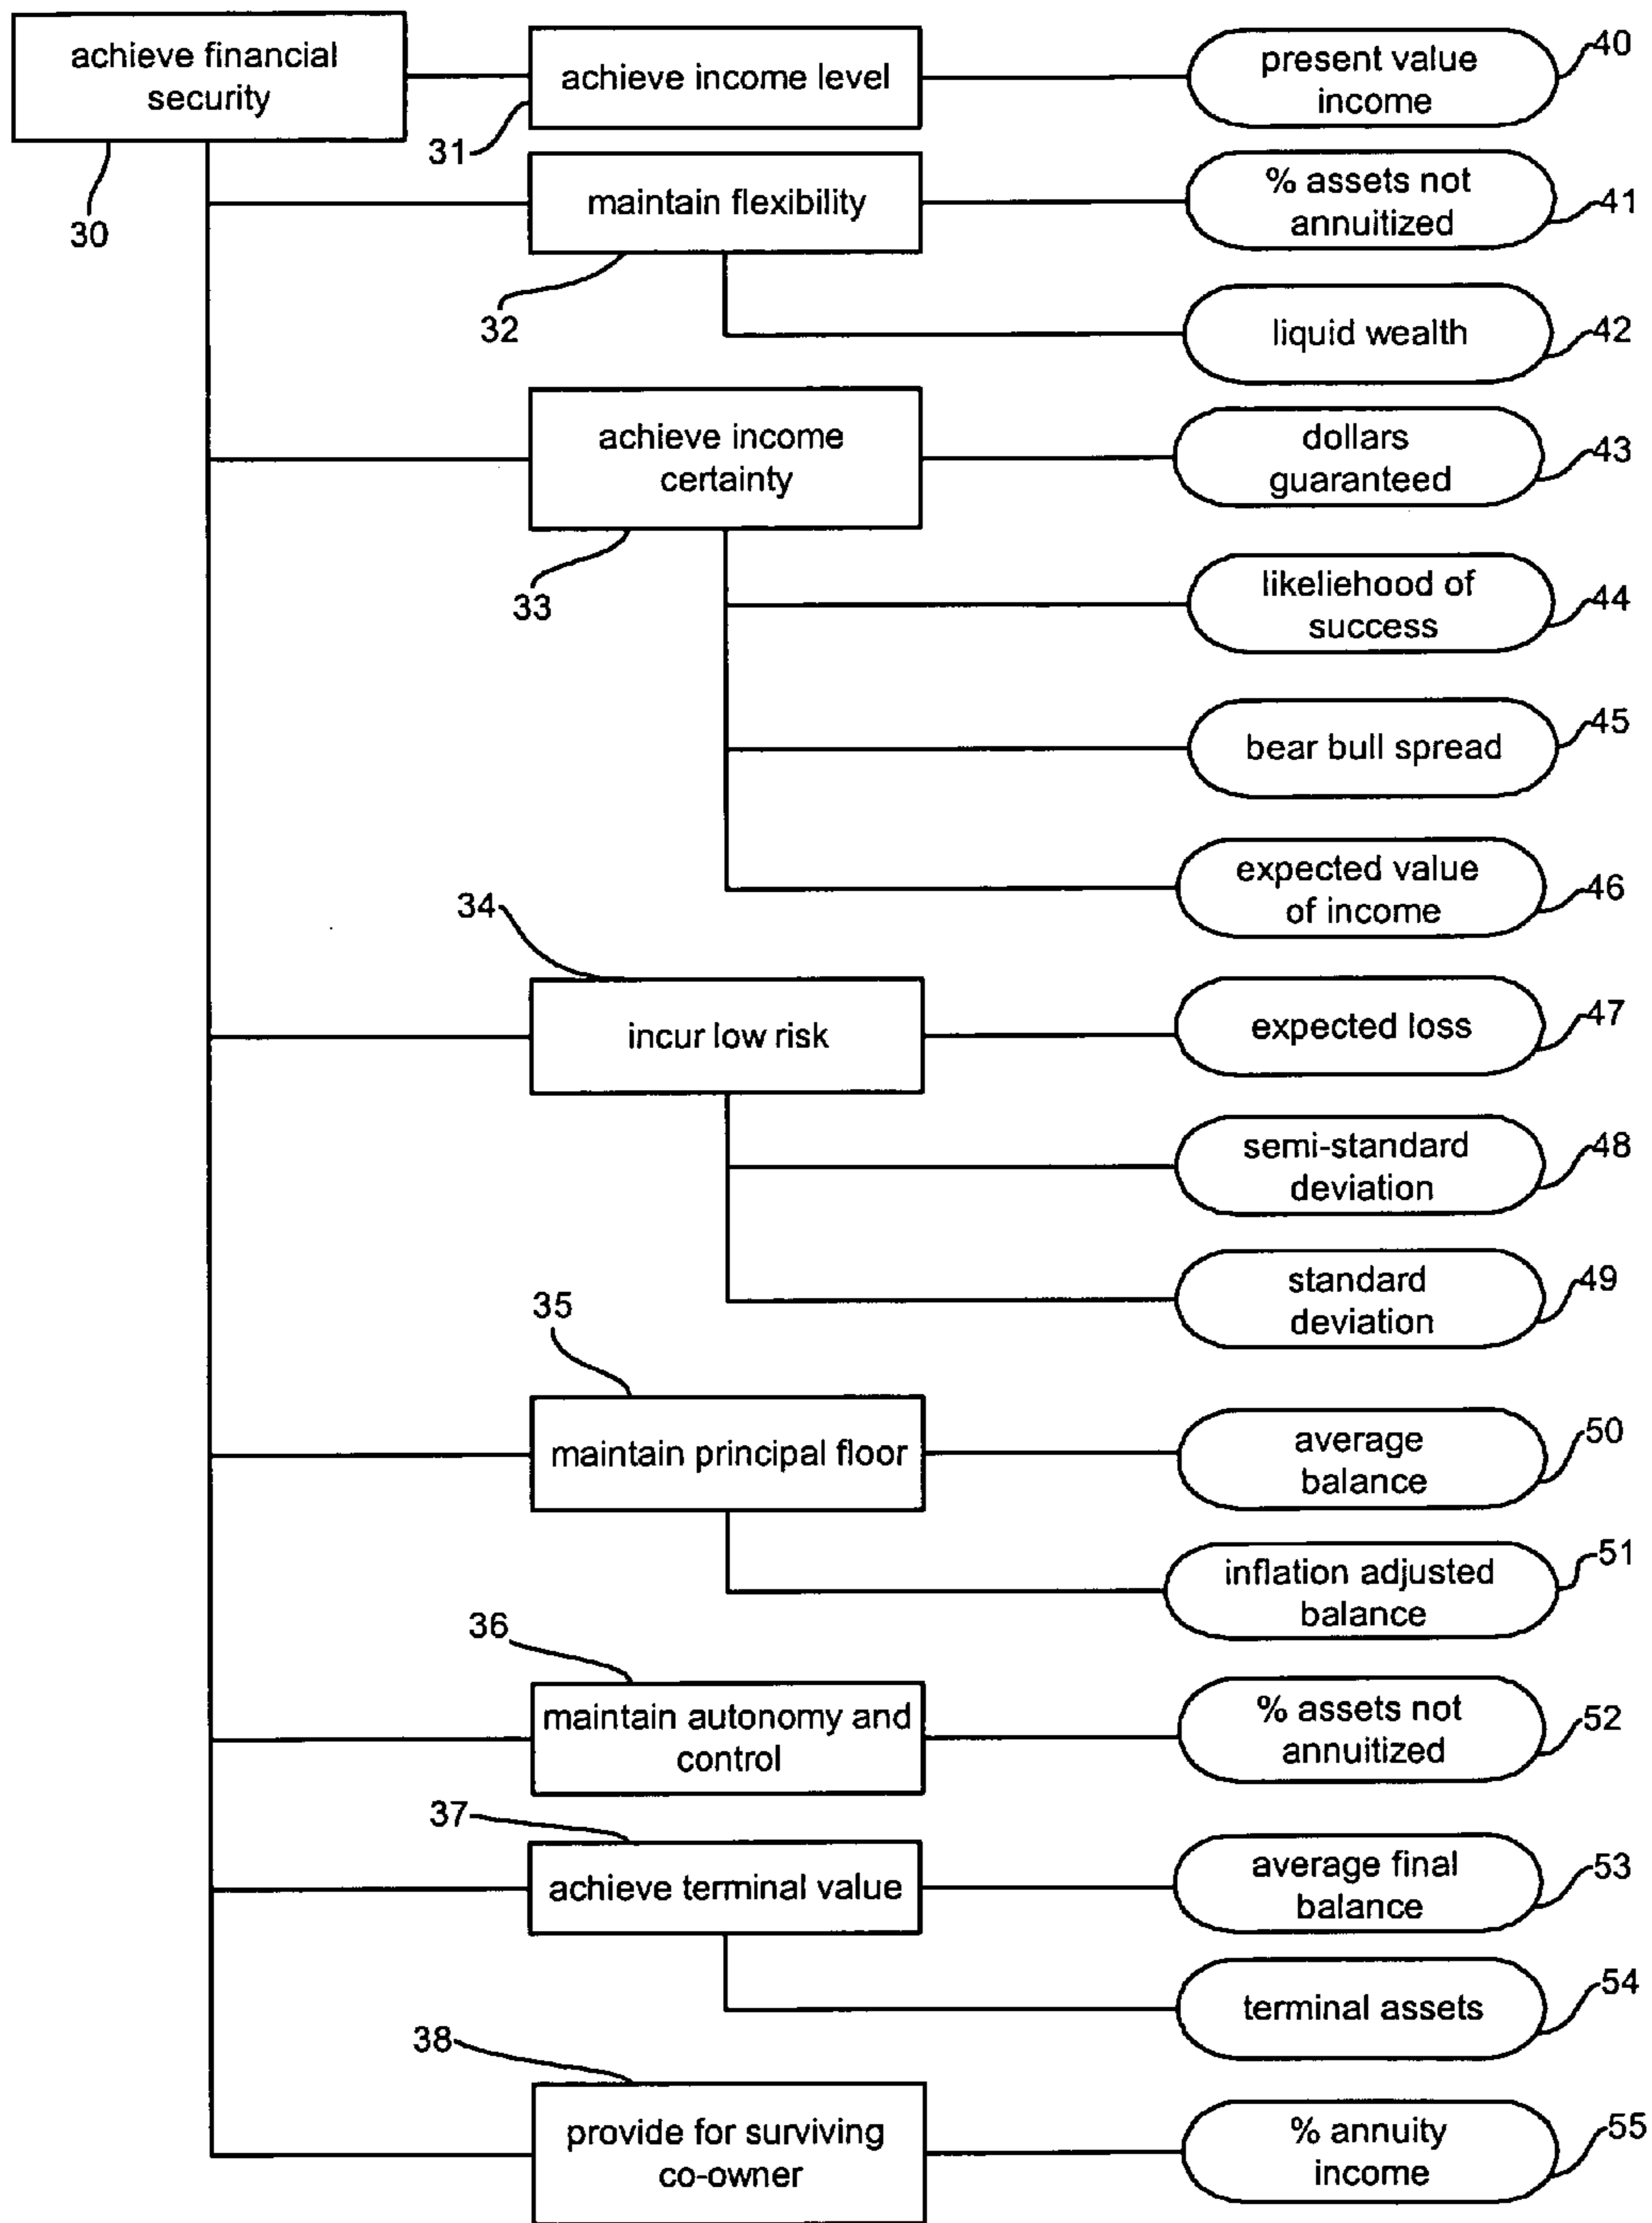 achieve financial
security
30
achieve income level
31
present value
income
40
maintain flexibility
32
% assets not
annuitized
41
liquid wealth
42
achieve income
certainty
33
dollars
guaranteed
43
likeliehood of
success
44
bear bull spread
45
expected value
of income
46
34
incur low risk
expected loss
47
semi-standard
deviation
48
standard
deviation
49
35
maintain principal floor
average
balance
50
inflation adjusted
balance
51
36
maintain autonomy and
control
% assets not
annuitized
52
37
achieve terminal value
average final
balance
53
terminal assets
54
38
provide for surviving
co-owner
% annuity
income
55